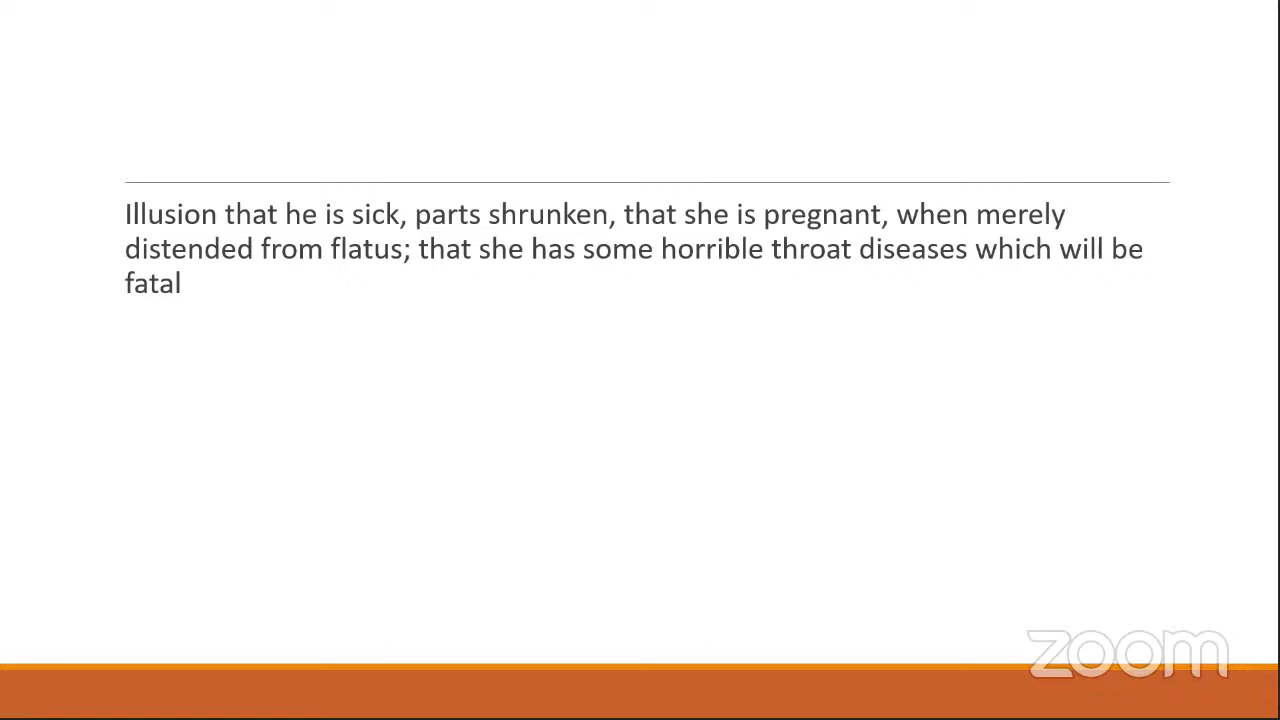 Illusion that he is sick, parts shrunken, that she is pregnant, when merely
distended from flatus; that she has some horrible throat diseases which will be
fatal
zoom